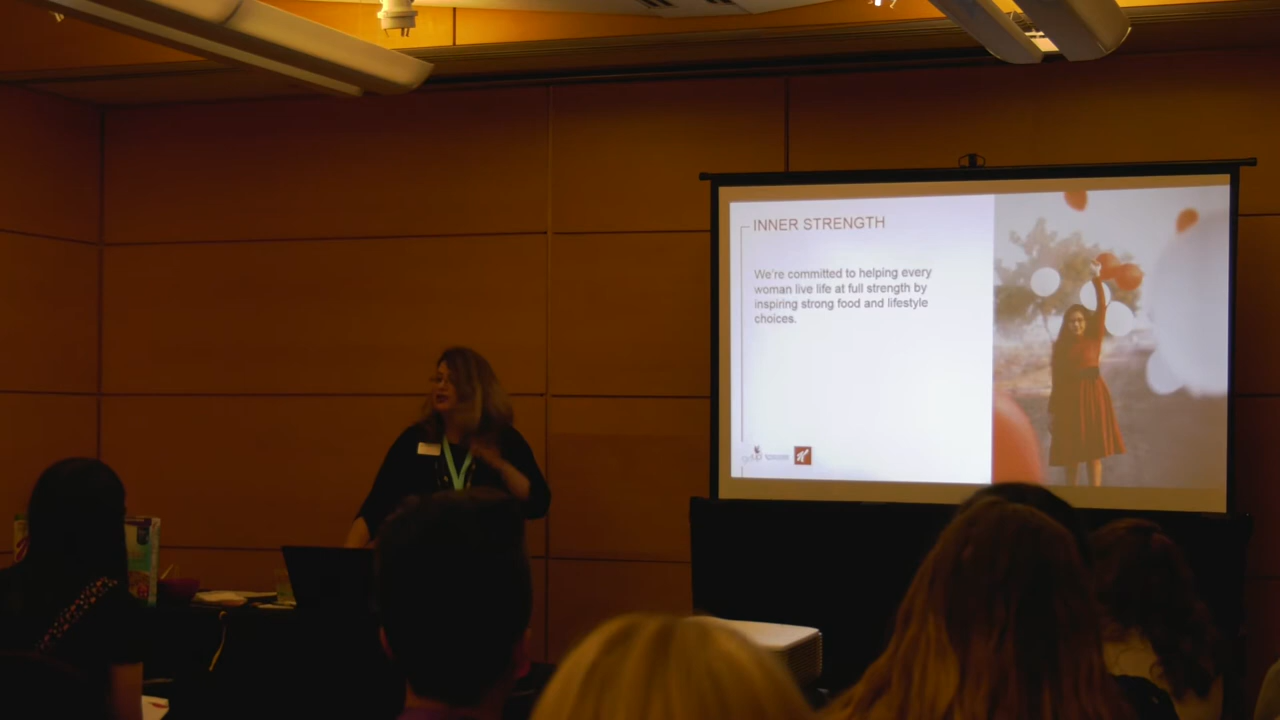 INNER STRENGTH
We're committed to helping every
woman live life at full strength by
inspiring strong food and lifestyle
choices.